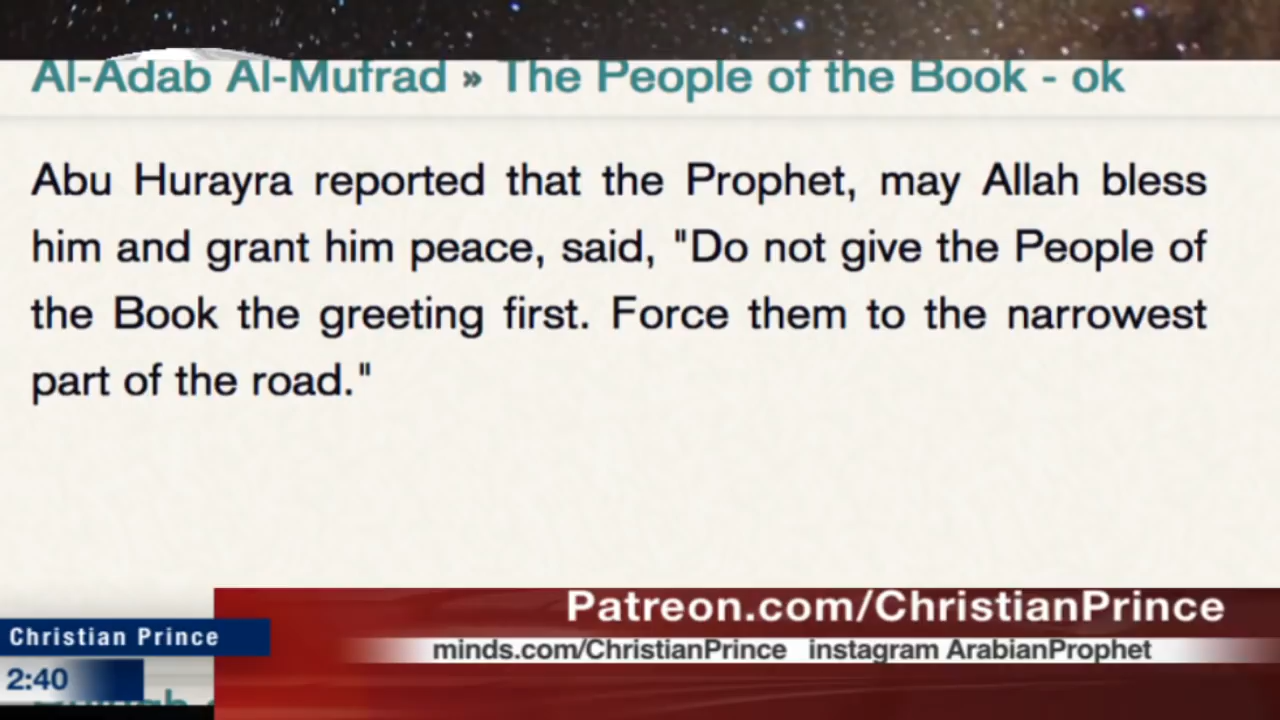 Al-Adab Al-Mufrad » The People of the Book - ok
Abu Hurayra reported that the Prophet, may Allah bless
him and grant him peace, said, "Do not give the People of
the Book the greeting first. Force them to the narrowest
part of the road."
Patreon.com/ChristianPrince
Christian Prince
minds.com/ChristianPrince instagram ArabianProphet
2:40